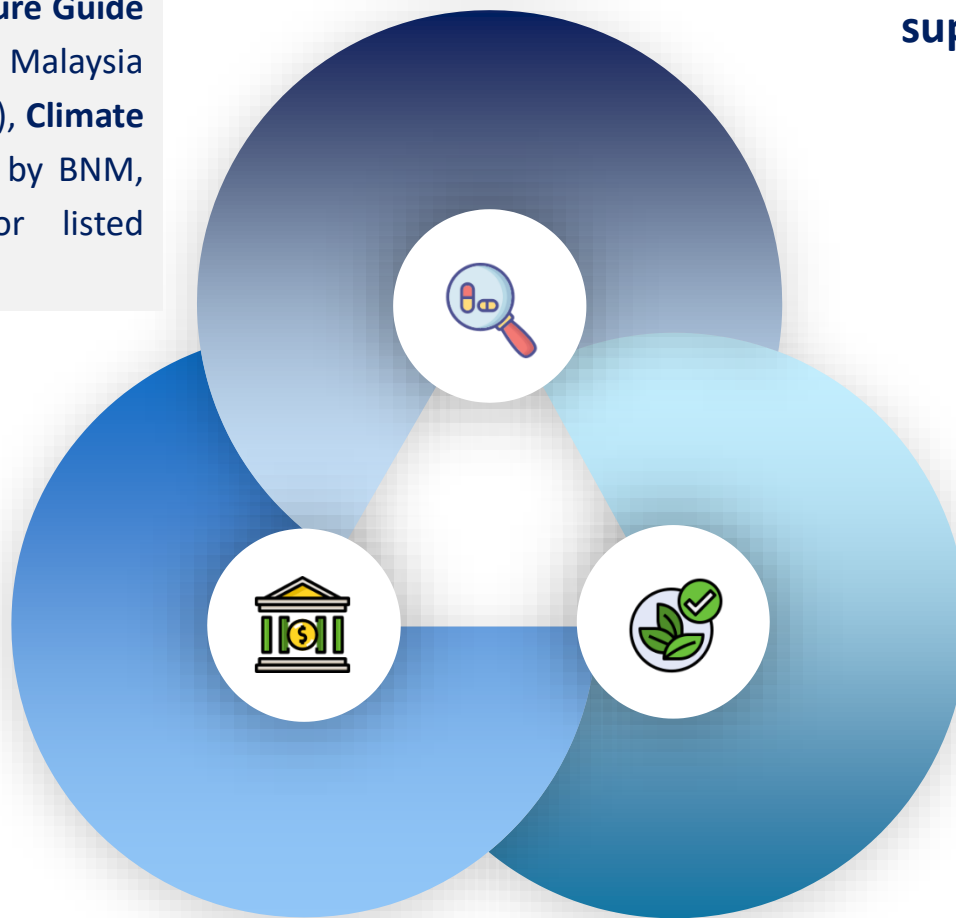 ure Guide
Malaysia
), Climate
by BNM,
or listed
sup
$